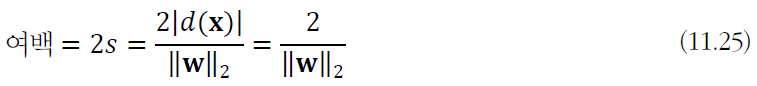 여백 = 2s = 2|d(x)| / ‖w‖₂ = 2 / ‖w‖₂ (11.25)